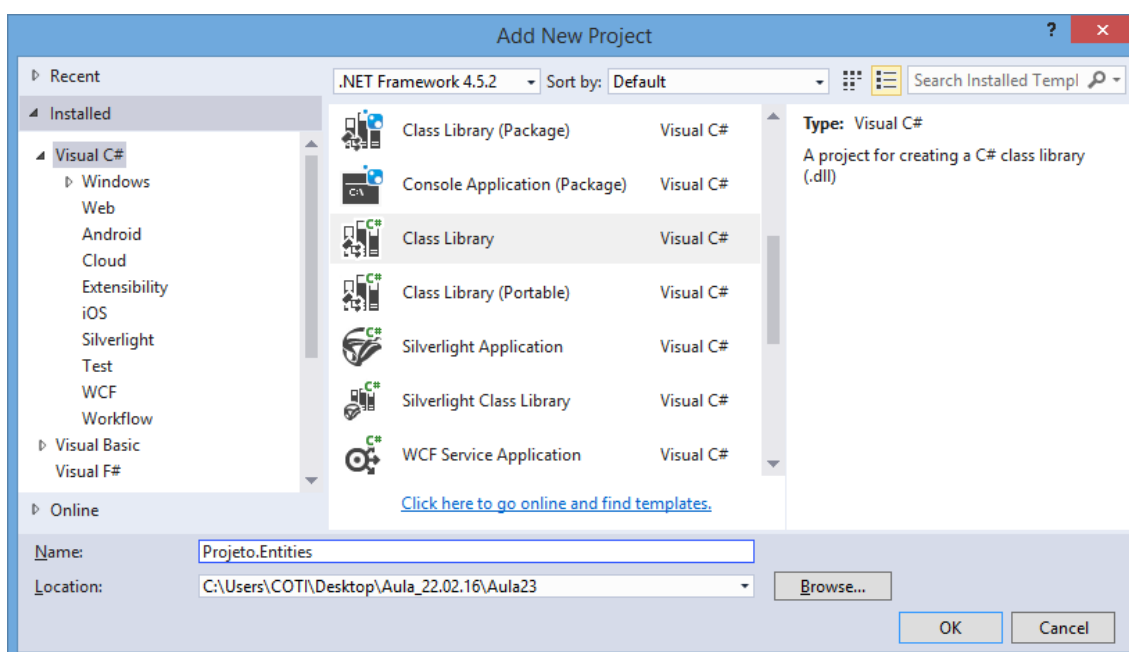 Add New Project
?
×
Recent
Installed
Visual C#
Windows
Web
Android
Cloud
Extensibility
iOS
Silverlight
Test
WCF
Workflow
Visual Basic
Visual F#
Online
.NET Framework 4.5.2 Sort by: Default Search Installed Templ
Class Library (Package) Visual C#
C:\
Console Application (Package) Visual C#
C#
Class Library Visual C#
C#
Class Library (Portable) Visual C#
C#
Silverlight Application Visual C#
C#
Silverlight Class Library Visual C#
C#
WCF Service Application Visual C#
Click here to go online and find templates.
Type: Visual C#
A project for creating a C# class library
(.dll)
Name: Projeto.Entities
Location: C:\Users\COTI\Desktop\Aula_22.02.16\Aula23 Browse...
OK Cancel